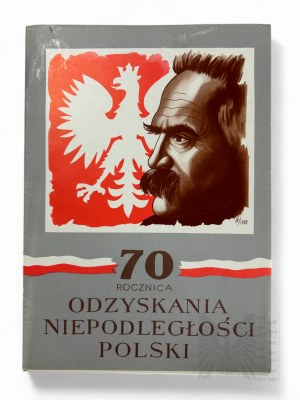 70
ROCZNICA
ODZYSKANIA
NIEPODLEGŁOŚCI
POLSKI